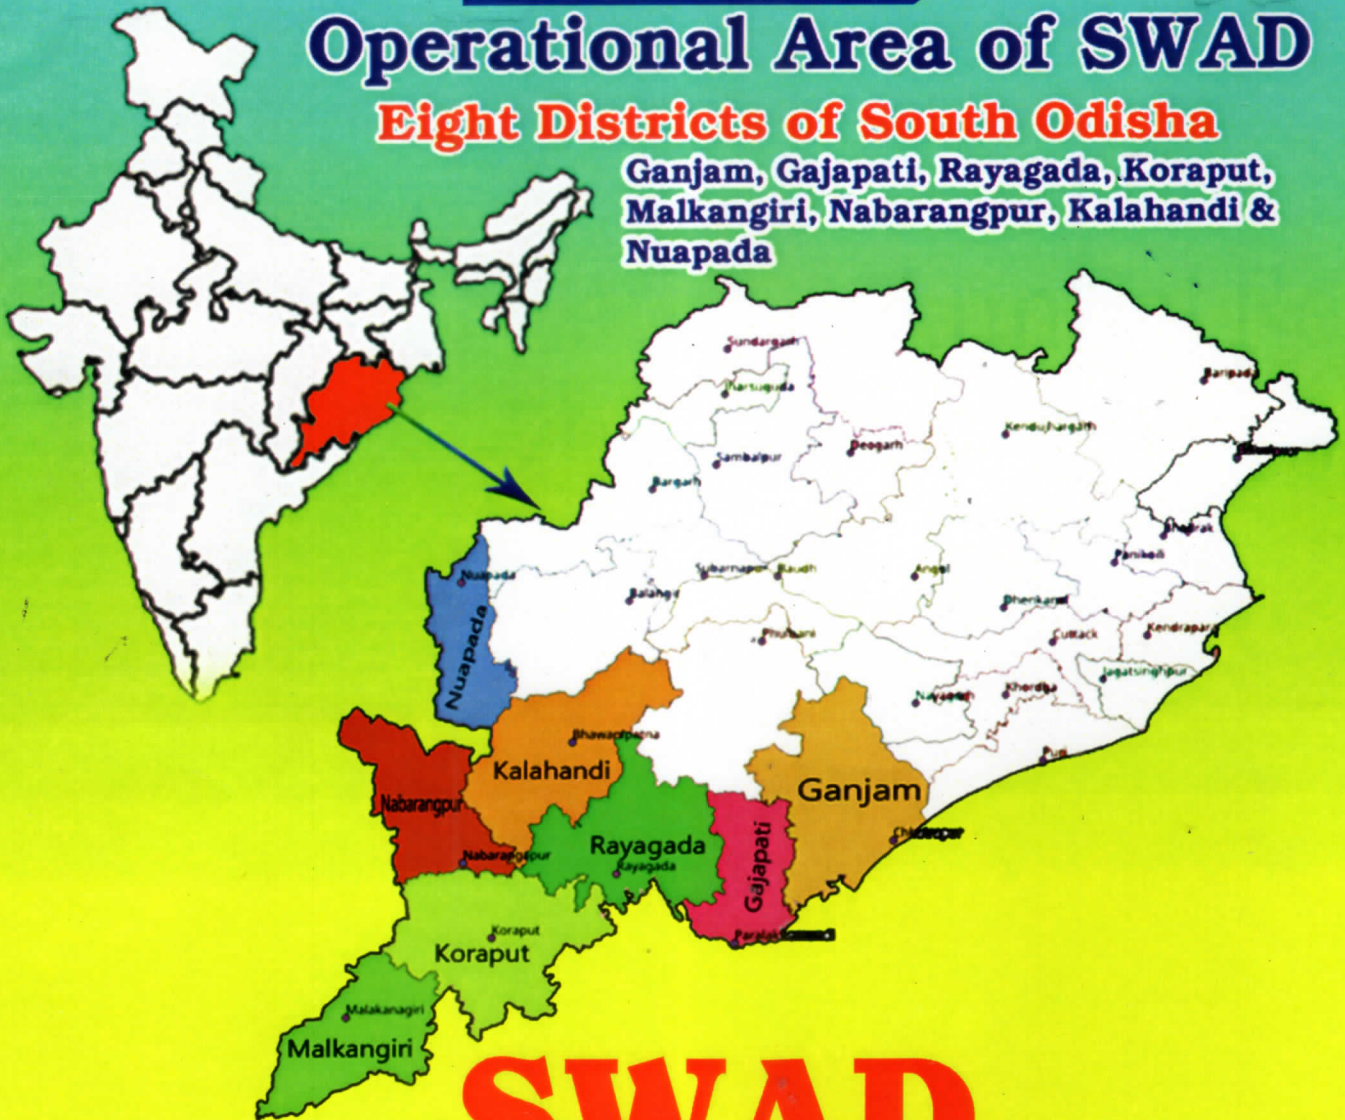 Operational Area of SWAD
Eight Districts of South Odisha
Ganjam, Gajapati, Rayagada, Koraput,
Malkangiri, Nabarangpur, Kalahandi &
Nuapada
Sundargarh
Jharsuguda
Baripada
Kendujhargarh
Deogarh
Sambalpur
Bargarh
Bhadrak
Panikoili
Nuapada
Subarnapur
Baudh
Angul
Balangir
Dhenkanal
Phulbani
Cuttack
Kendrapara
Nuapada
Jagatsinghpur
Khordha
Nayagarh
Bhawanipatna
Puri
Kalahandi
Ganjam
Nabarangpur
Rayagada
Gajapati
Nabarangapur
Rayagada
Koraput
Koraput
Malakanagiri
Malkangiri
SWAD